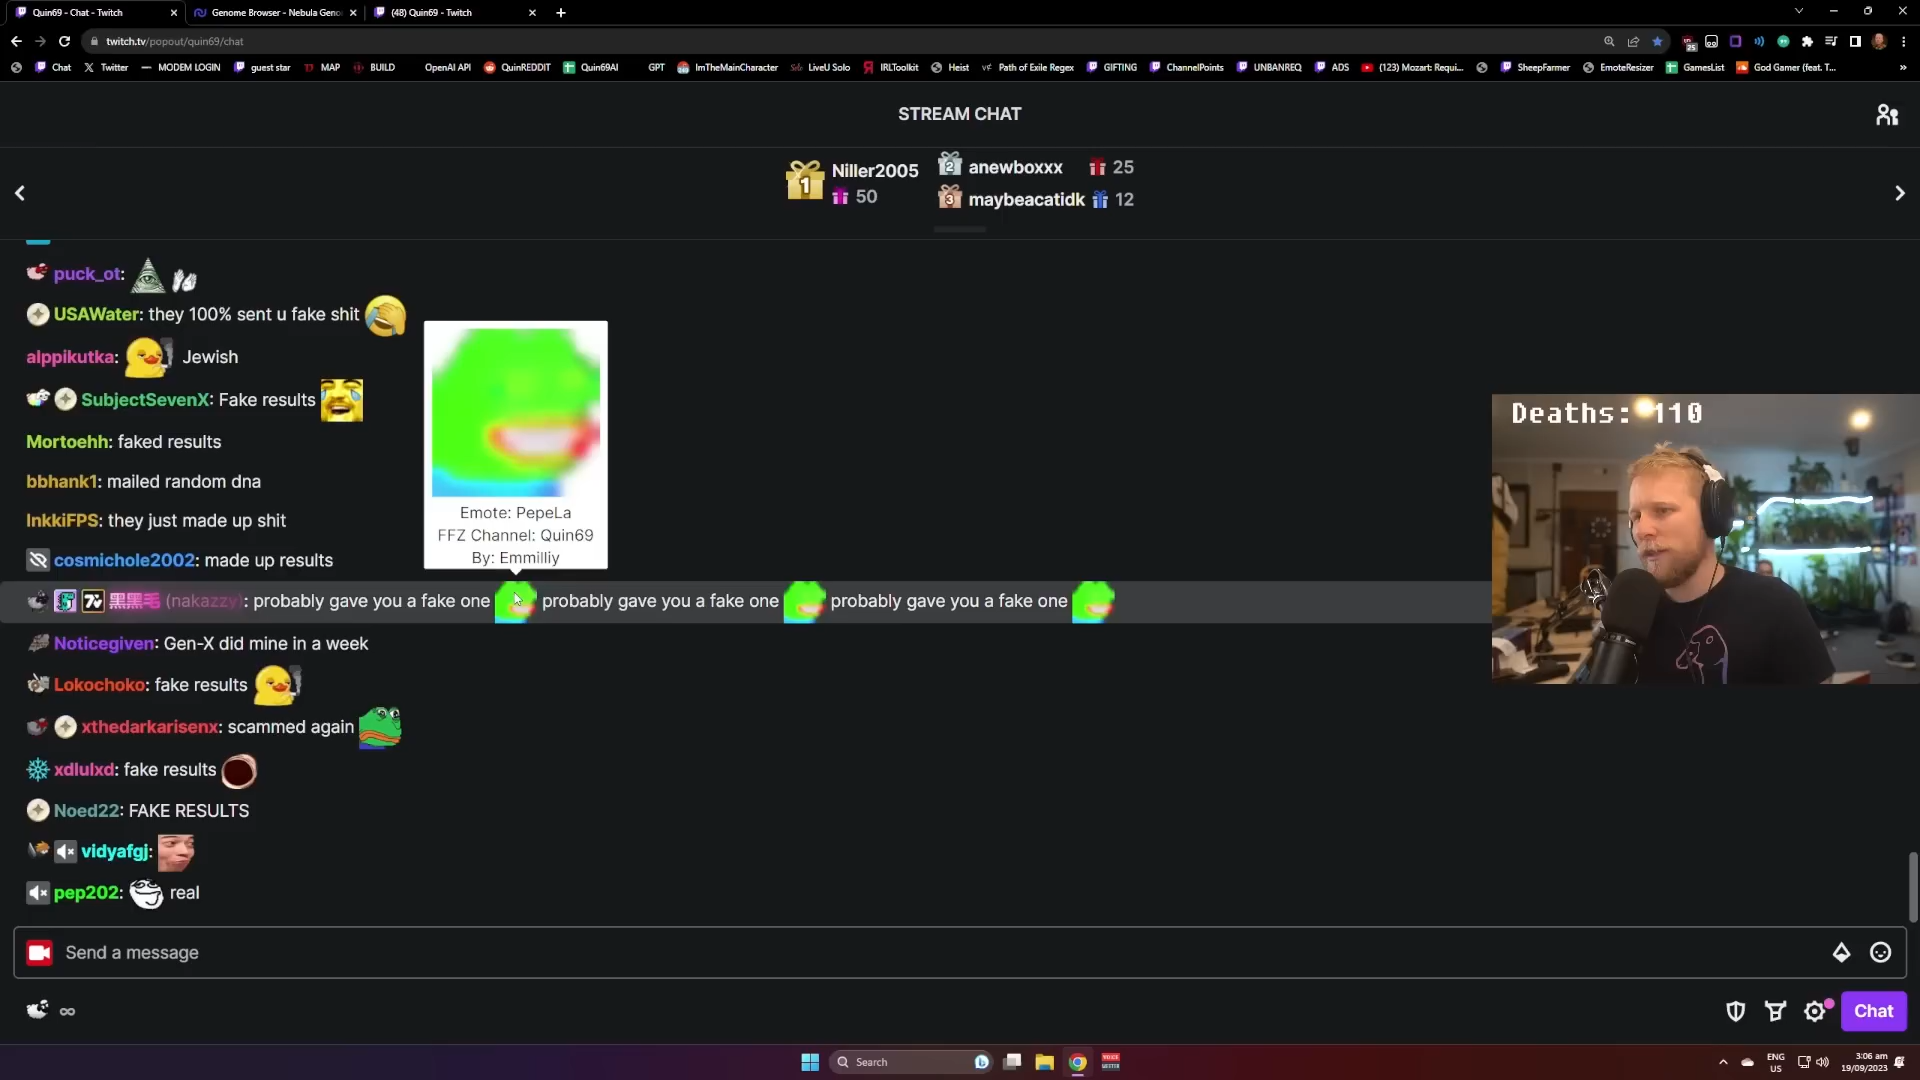 Quin69 - Chat - Twitch
Genome Browser - Nebula Geno
(48) Quin69 - Twitch
twitch.tv/popout/quin69/chat
Chat
Twitter
MODEM LOGIN
guest star
MAP
BUILD
OpenAI API
QuinREDDIT
Quin69AI
GPT
ImTheMainCharacter
LiveU Solo
IRLToolkit
Heist
Path of Exile Regex
GIFTING
ChannelPoints
UNBANREQ
ADS
(123) Mozart: Requi...
SheepFarmer
EmoteResizer
GamesList
God Gamer (feat. T...
STREAM CHAT
1 Niller2005 50
2 anewboxxx 25
3 maybeacatidk 12
puck_ot:
USAWater: they 100% sent u fake shit
alppikutka: Jewish
SubjectSevenX: Fake results
Mortoehh: faked results
bbhank1: mailed random dna
InkkiFPS: they just made up shit
cosmichole2002: made up results
Emote: PepeLa
FFZ Channel: Quin69
By: Emmilliy
黑黑毛 (nakazzy): probably gave you a fake one probably gave you a fake one probably gave you a fake one
Noticegiven: Gen-X did mine in a week
Lokochoko: fake results
xthedarkarisenx: scammed again
xdlulxd: fake results
Noed22: FAKE RESULTS
vidyafgj:
pep202: real
Deaths: 110
Send a message
Chat
Search
ENG
US
3:06 am
19/09/2023